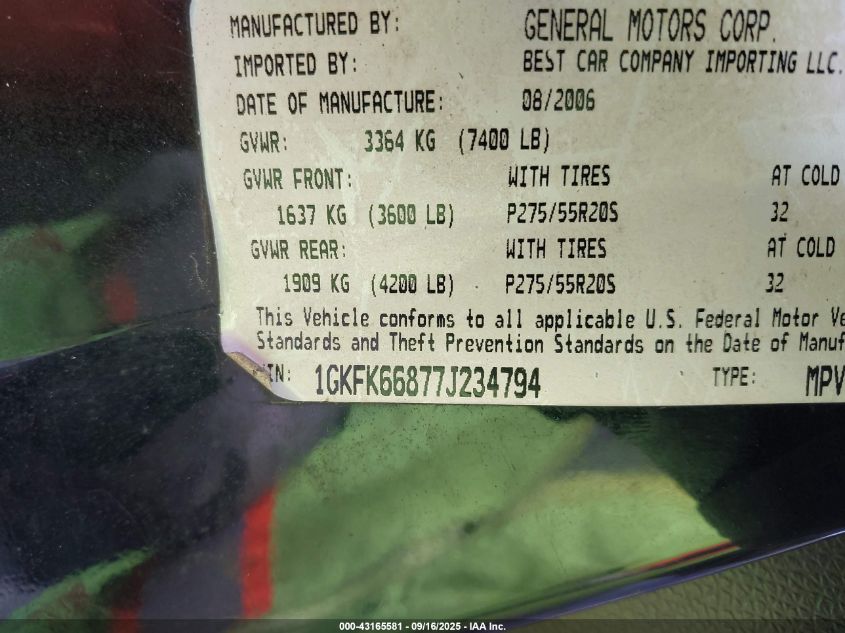 MANUFACTURED BY: GENERAL MOTORS CORP.
IMPORTED BY: BEST CAR COMPANY IMPORTING LLC.
DATE OF MANUFACTURE: 08/2006
GVWR: 3364 KG (7400 LB)
GVWR FRONT: WITH TIRES AT COLD
1637 KG (3600 LB) P275/55R20S 32
GVWR REAR: WITH TIRES AT COLD
1909 KG (4200 LB) P275/55R20S 32
This Vehicle conforms to all applicable U.S. Federal Motor Ve
Standards and Theft Prevention Standards on the Date of Manuf
IN: 1GKFK66877J234794 TYPE: MPV
000-43165581 - 09/16/2025 - IAA Inc.